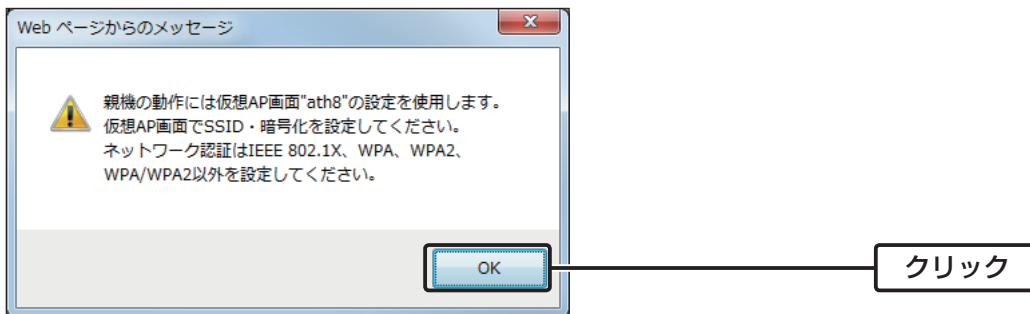 Web ページからのメッセージ
親機の動作には仮想AP画面"ath8"の設定を使用します。
仮想AP画面でSSID・暗号化を設定してください。
ネットワーク認証はIEEE 802.1X、WPA、WPA2、
WPA/WPA2以外を設定してください。
OK
クリック